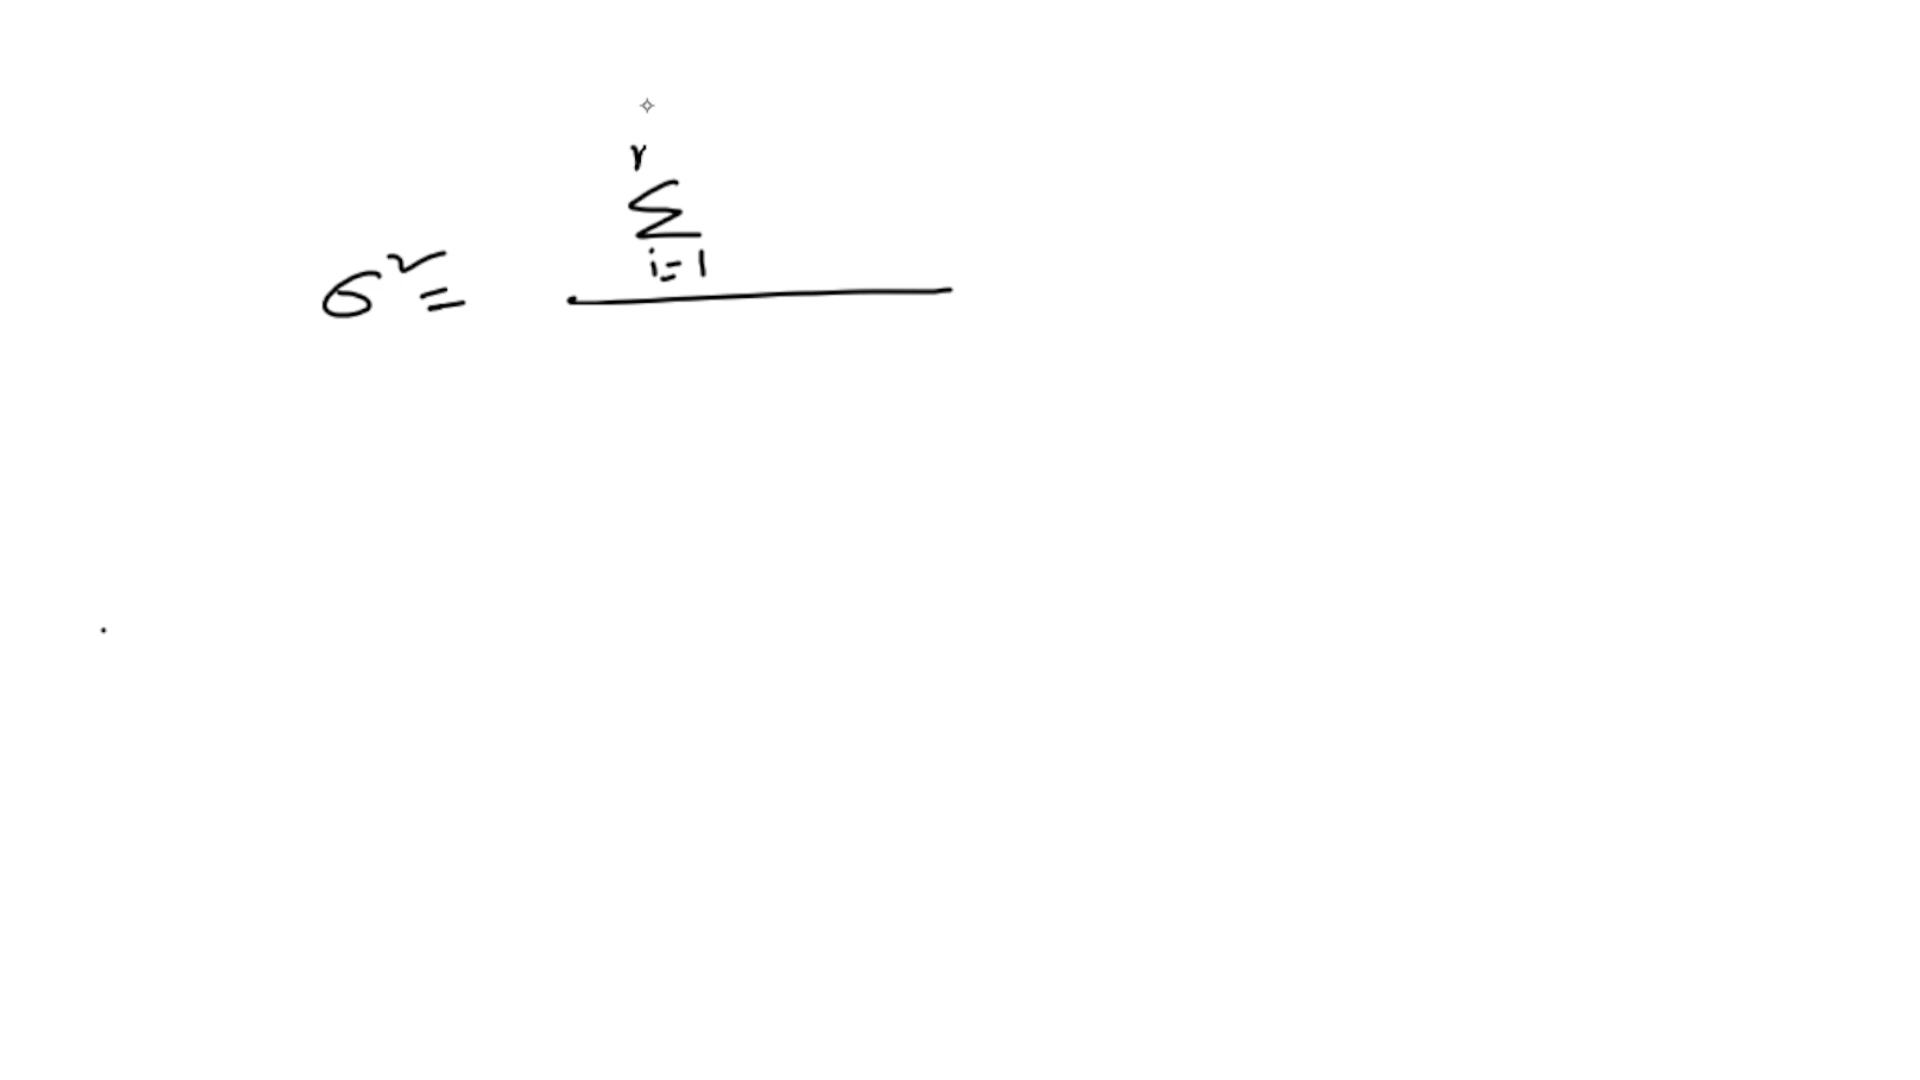 r
Σ
σ² =
i=1